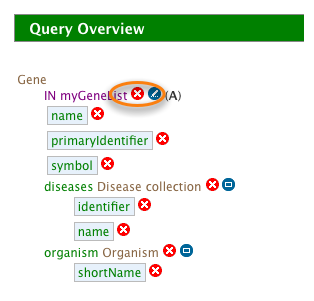 Query Overview
Gene
IN myGeneList (A)
name
primaryIdentifier
symbol
diseases Disease collection
identifier
name
organism Organism
shortName